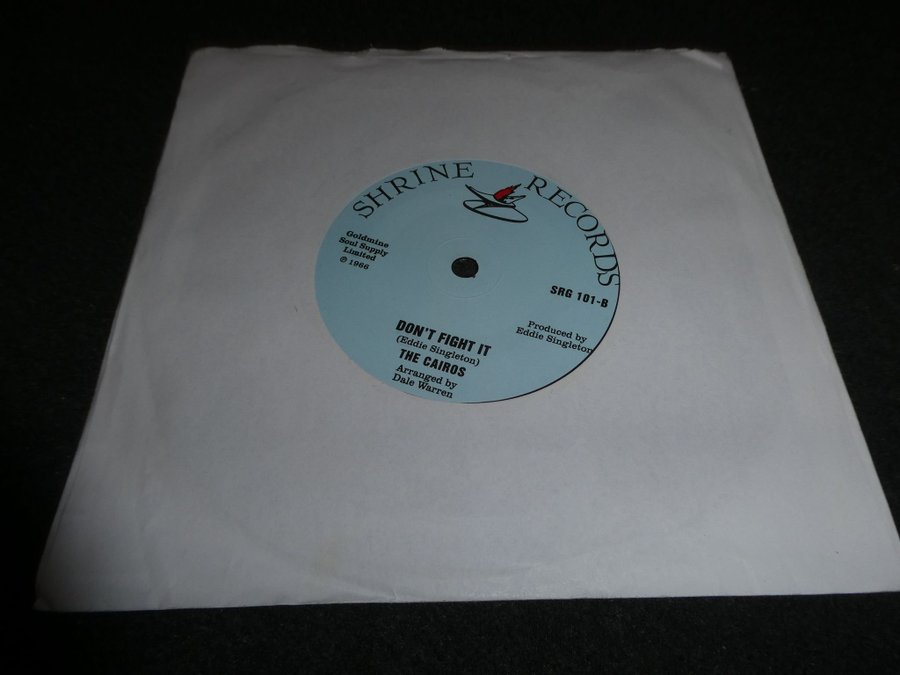 SHRINE RECORDS
Goldmine
Soul Supply
Limited
℗ 1966
SRG 101-B
Produced by
Eddie Singleton
DON'T FIGHT IT
(Eddie Singleton)
THE CAIROS
Arranged by
Dale Warren